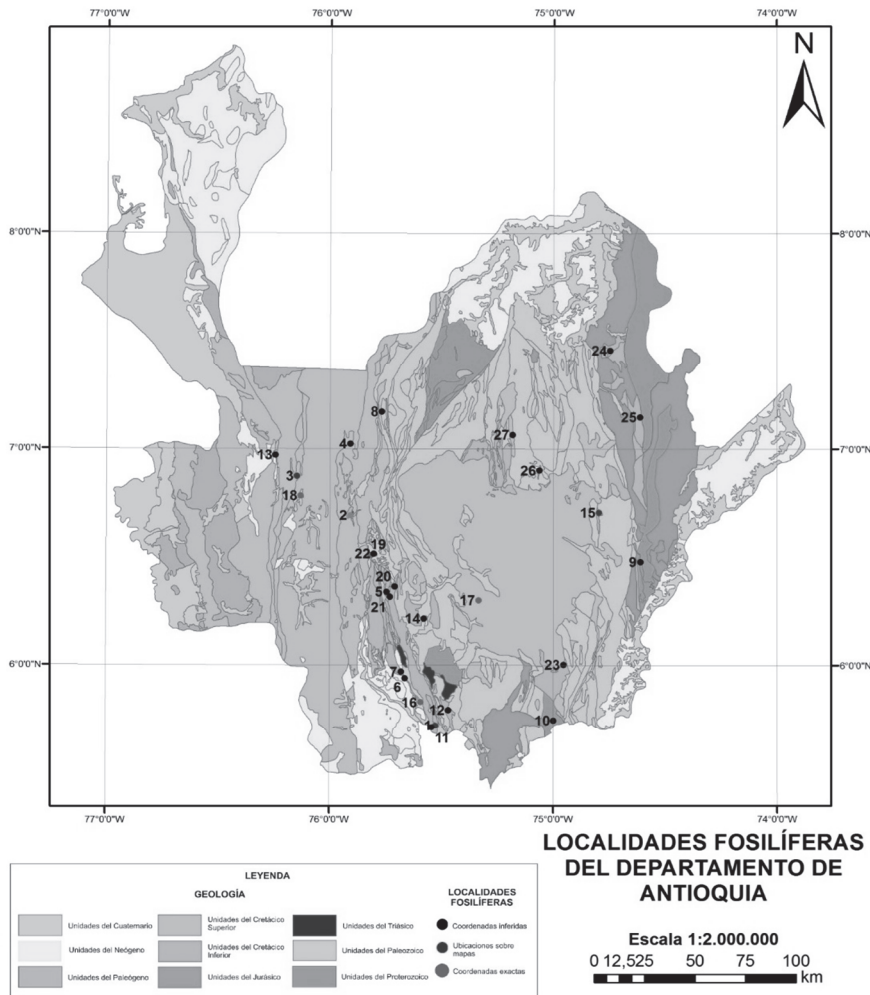 77°0'0"W 76°0'0"W 75°0'0"W 74°0'0"W
N
8°0'0"N 8°0'0"N
24
8
25
27
4
7°0'0"N 7°0'0"N
13
26
3
18
15
2
19
22
9
20
5
17
21
14
6°0'0"N 6°0'0"N
23
7
6
16
12
10
1
11
77°0'0"W 76°0'0"W 75°0'0"W 74°0'0"W
LOCALIDADES FOSILÍFERAS
DEL DEPARTAMENTO DE
ANTIOQUIA
Escala 1:2.000.000
0 12,525 50 75 100
km
LEYENDA
GEOLOGÍA
Unidades del Cuaternario
Unidades del Neógeno
Unidades del Paleógeno
Unidades del Cretácico
Superior
Unidades del Cretácico
Inferior
Unidades del Jurásico
Unidades del Triásico
Unidades del Paleozoico
Unidades del Proterozoico
LOCALIDADES
FOSILÍFERAS
Coordenadas inferidas
Ubicaciones sobre
mapas
Coordenadas exactas